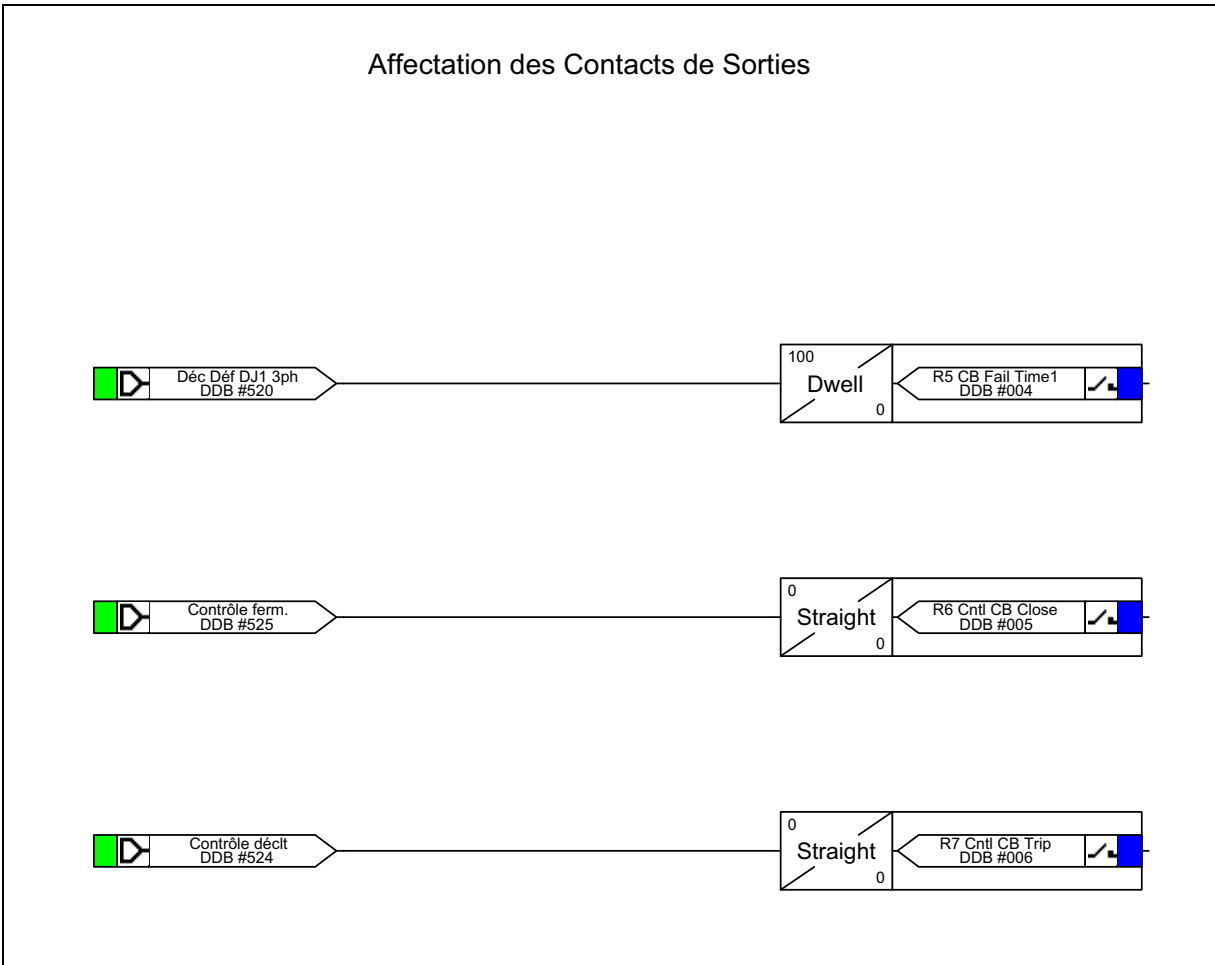 Affectation des Contacts de Sorties
Déc Déf DJ1 3ph
DDB #520
100
Dwell
0
R5 CB Fail Time1
DDB #004
Contrôle ferm.
DDB #525
0
Straight
0
R6 Cntl CB Close
DDB #005
Contrôle déclt
DDB #524
0
Straight
0
R7 Cntl CB Trip
DDB #006